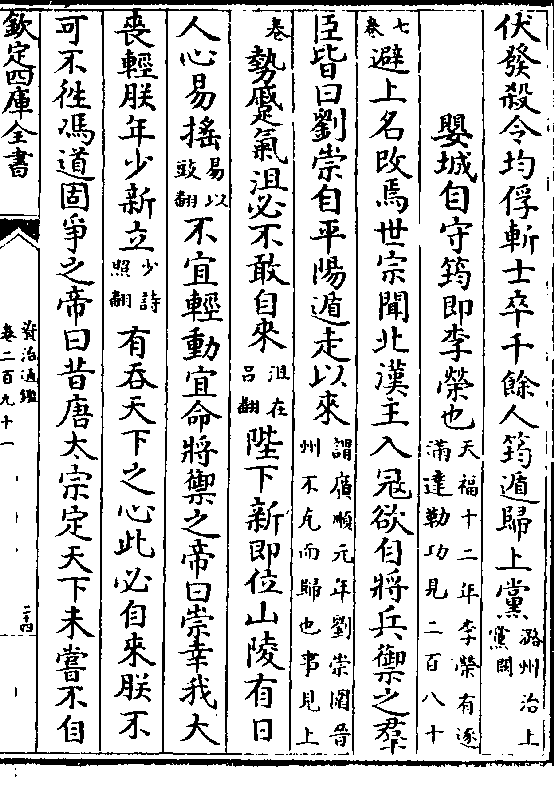 伏發殺令均俘斬士卒千餘人筠遁歸上黨潞州治上黨闗
嬰城自守筠即李榮也天福十二年李榮有逐滿達勒功見二百八十
七卷避上名改焉世宗聞北漢主入冦欲自將兵禦之羣
臣皆曰劉崇自平陽遁走以來謂廣順元年劉崇圍晉州不克而歸也事見上
卷勢蹙氣沮必不敢自來沮在呂翻陛下新即位山陵有日
人心易搖易以豉翻不宜輕動宜命將禦之帝曰崇幸我大
喪輕朕年少新立少詩照翻有吞天下之心此必自來朕不
可不徃馮道固爭之帝曰昔唐太宗定天下未嘗不自
欽定四庫全書
資治通鑑
卷二百九十一
二十四